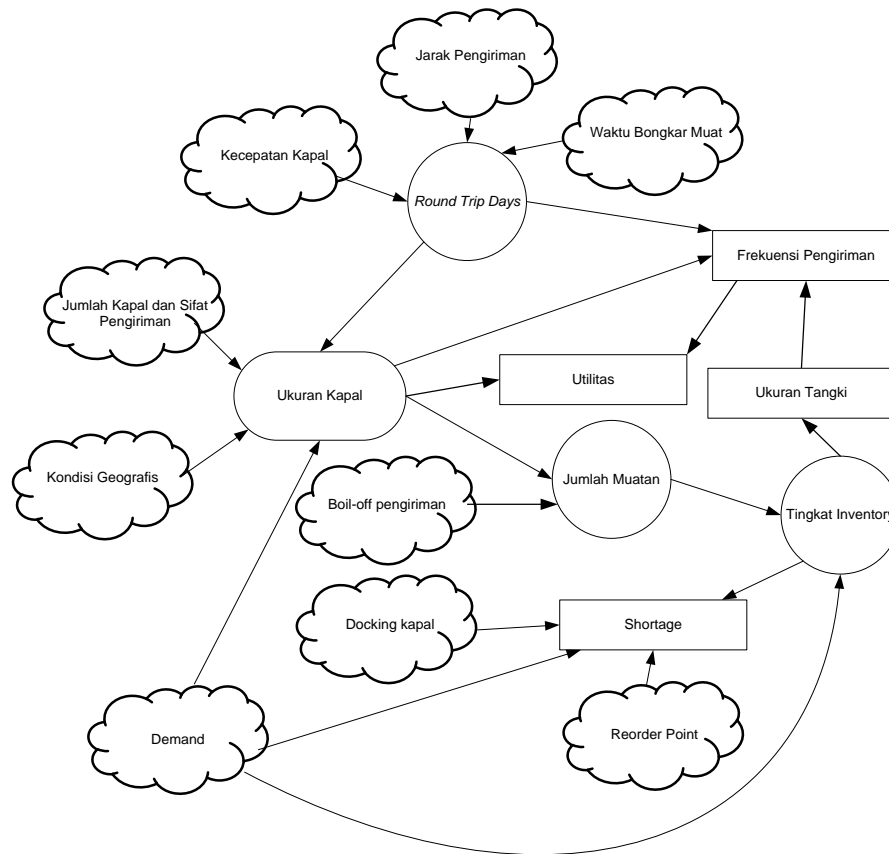 Jarak Pengiriman
Waktu Bongkar Muat
Kecepatan Kapal
Round Trip Days
Frekuensi Pengiriman
Jumlah Kapal dan Sifat
Pengiriman
Ukuran Kapal
Utilitas
Ukuran Tangki
Kondisi Geografis
Jumlah Muatan
Boil-off pengiriman
Tingkat Inventory
Docking kapal
Shortage
Demand
Reorder Point